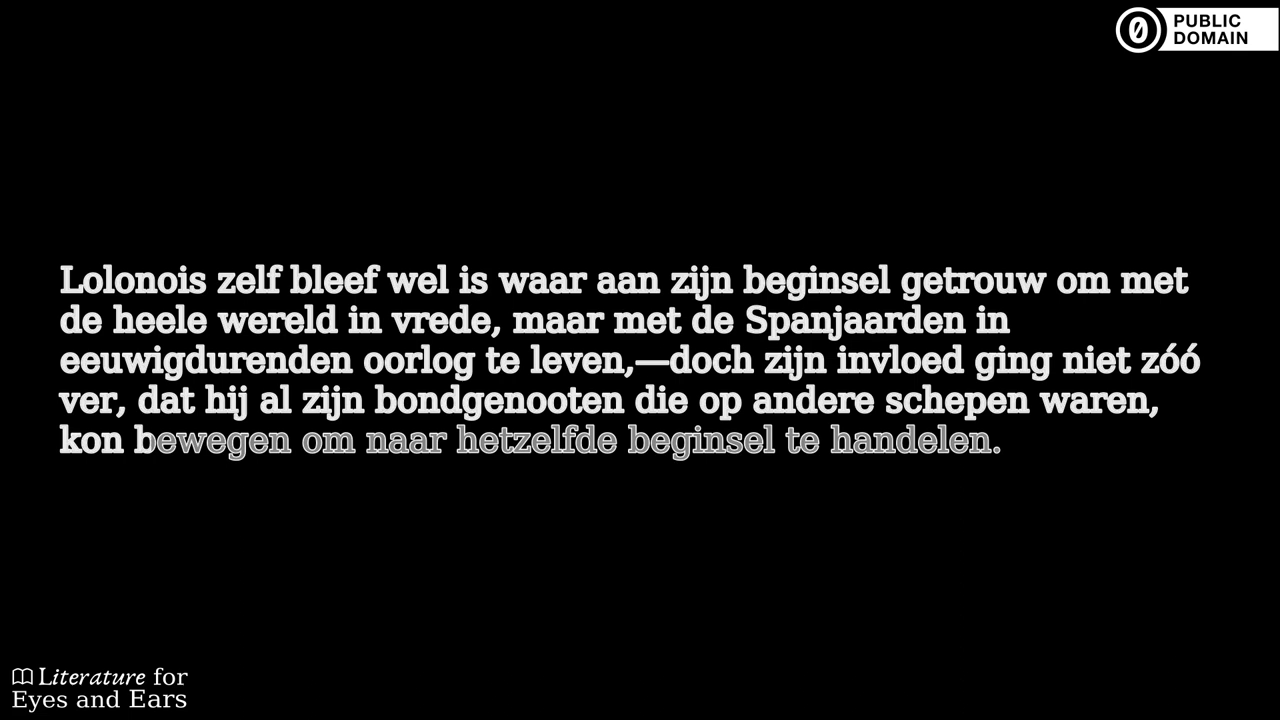 PUBLIC
DOMAIN
Lolonois zelf bleef wel is waar aan zijn beginsel getrouw om met
de heele wereld in vrede, maar met de Spanjaarden in
eeuwigdurenden oorlog te leven,—doch zijn invloed ging niet zóó
ver, dat hij al zijn bondgenooten die op andere schepen waren,
kon bewegen om naar hetzelfde beginsel te handelen.
Literature for
Eyes and Ears